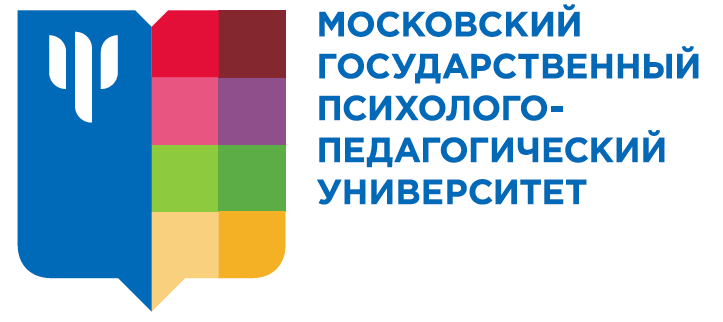 МОСКОВСКИЙ
ГОСУДАРСТВЕННЫЙ
ПСИХОЛОГО-
ПЕДАГОГИЧЕСКИЙ
УНИВЕРСИТЕТ